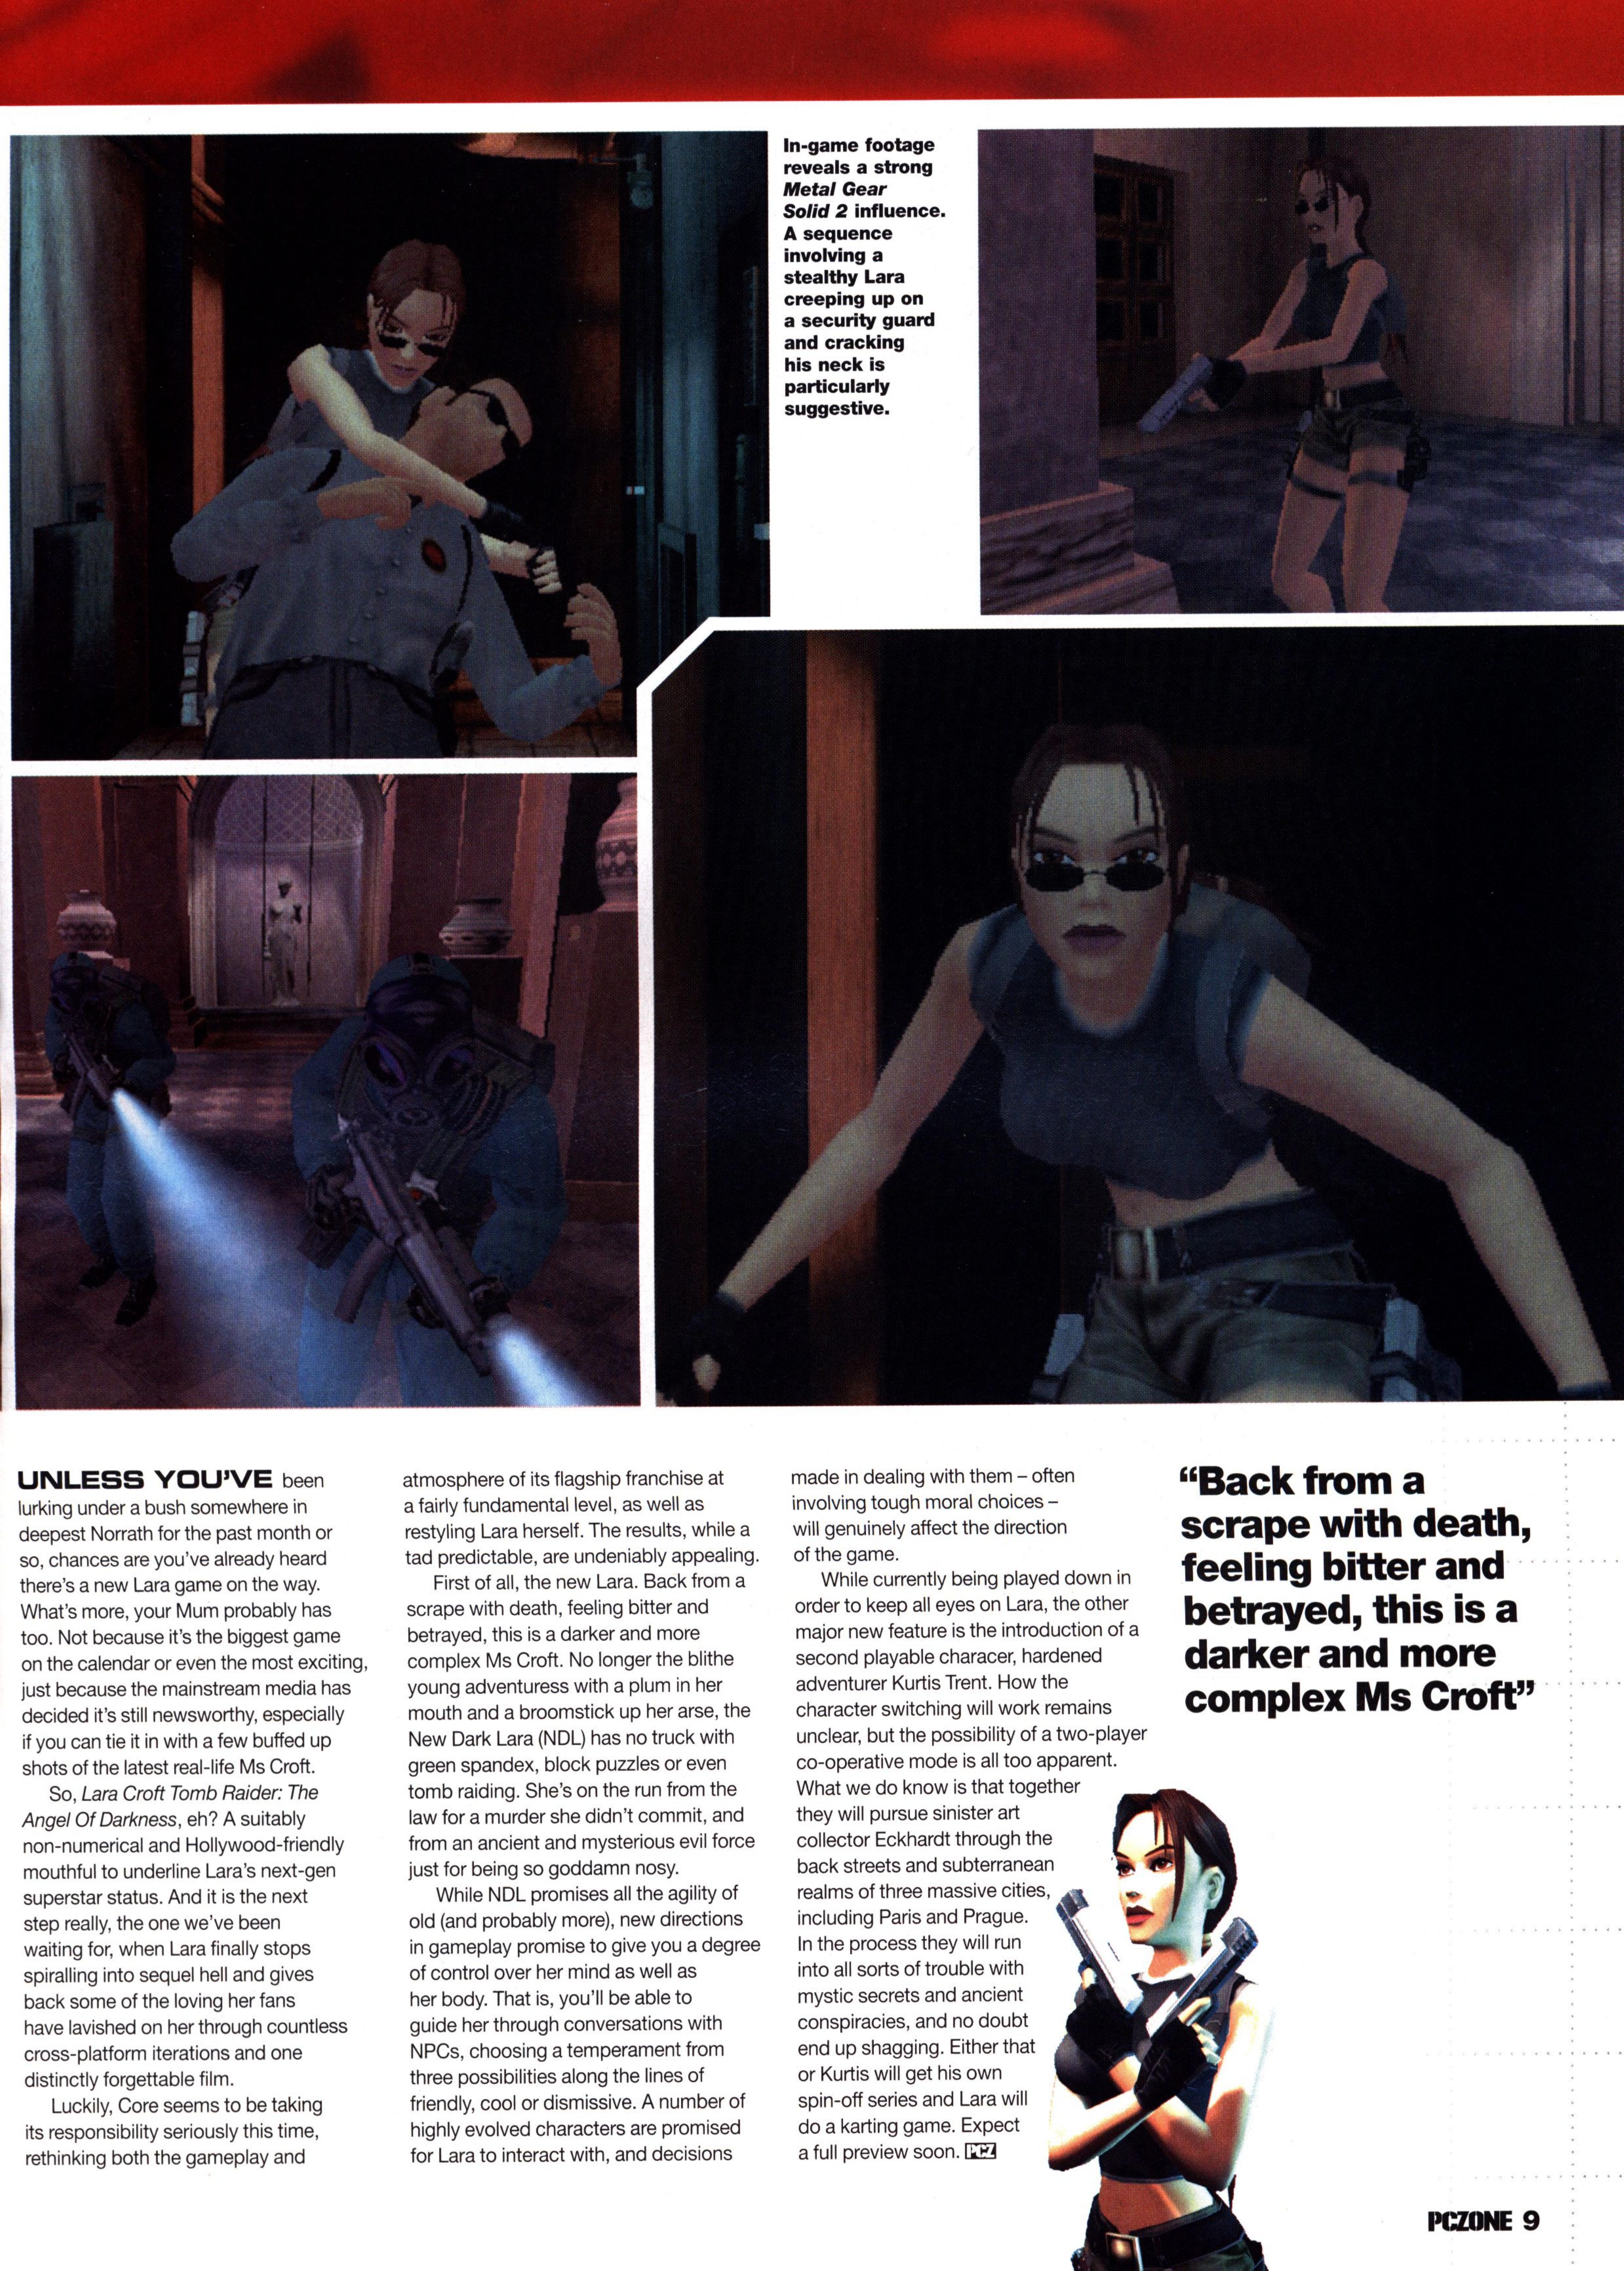 In-game footage
reveals a strong
Metal Gear
Solid 2 influence.
A sequence
involving a
stealthy Lara
creeping up on
a security guard
and cracking
his neck is
particularly
suggestive.
UNLESS YOU'VE been
lurking under a bush somewhere in
deepest Norrath for the past month or
so, chances are you've already heard
there's a new Lara game on the way.
What's more, your Mum probably has
too. Not because it's the biggest game
on the calendar or even the most exciting,
just because the mainstream media has
decided it's still newsworthy, especially
if you can tie it in with a few buffed up
shots of the latest real-life Ms Croft.
So, Lara Croft Tomb Raider: The
Angel Of Darkness, eh? A suitably
non-numerical and Hollywood-friendly
mouthful to underline Lara's next-gen
superstar status. And it is the next
step really, the one we've been
waiting for, when Lara finally stops
spiralling into sequel hell and gives
back some of the loving her fans
have lavished on her through countless
cross-platform iterations and one
distinctly forgettable film.
Luckily, Core seems to be taking
its responsibility seriously this time,
rethinking both the gameplay and
atmosphere of its flagship franchise at
a fairly fundamental level, as well as
restyling Lara herself. The results, while a
tad predictable, are undeniably appealing.
First of all, the new Lara. Back from a
scrape with death, feeling bitter and
betrayed, this is a darker and more
complex Ms Croft. No longer the blithe
young adventuress with a plum in her
mouth and a broomstick up her arse, the
New Dark Lara (NDL) has no truck with
green spandex, block puzzles or even
tomb raiding. She's on the run from the
law for a murder she didn't commit, and
from an ancient and mysterious evil force
just for being so goddamn nosy.
While NDL promises all the agility of
old (and probably more), new directions
in gameplay promise to give you a degree
of control over her mind as well as
her body. That is, you'll be able to
guide her through conversations with
NPCs, choosing a temperament from
three possibilities along the lines of
friendly, cool or dismissive. A number of
highly evolved characters are promised
for Lara to interact with, and decisions
made in dealing with them – often
involving tough moral choices –
will genuinely affect the direction
of the game.
While currently being played down in
order to keep all eyes on Lara, the other
major new feature is the introduction of a
second playable characer, hardened
adventurer Kurtis Trent. How the
character switching will work remains
unclear, but the possibility of a two-player
co-operative mode is all too apparent.
What we do know is that together
they will pursue sinister art
collector Eckhardt through the
back streets and subterranean
realms of three massive cities,
including Paris and Prague.
In the process they will run
into all sorts of trouble with
mystic secrets and ancient
conspiracies, and no doubt
end up shagging. Either that
or Kurtis will get his own
spin-off series and Lara will
do a karting game. Expect
a full preview soon. PCZ
“Back from a
scrape with death,
feeling bitter and
betrayed, this is a
darker and more
complex Ms Croft”
PCZONE 9